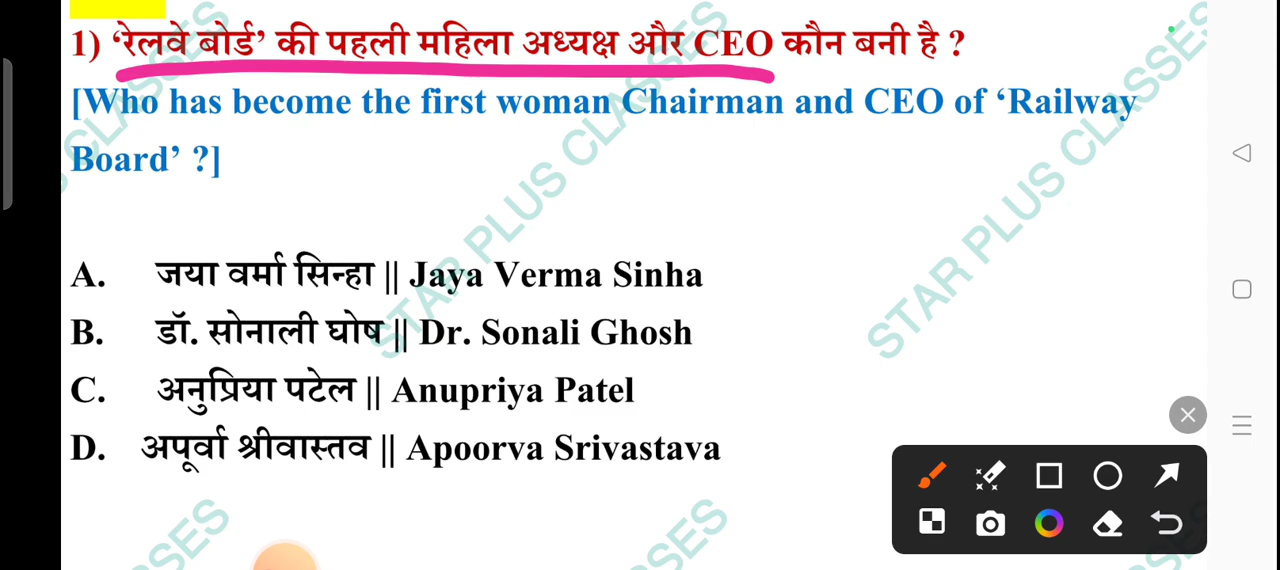 1) ‘रेलवे बोर्ड’ की पहली महिला अध्यक्ष और CEO कौन बनी है ?
[Who has become the first woman Chairman and CEO of ‘Railway
Board’ ?]
A. जया वर्मा सिन्हा || Jaya Verma Sinha
B. डॉ. सोनाली घोष || Dr. Sonali Ghosh
C. अनुप्रिया पटेल || Anupriya Patel
D. अपूर्वा श्रीवास्तव || Apoorva Srivastava
STAR PLUS CLASSES
STAR PLUS CLASSES